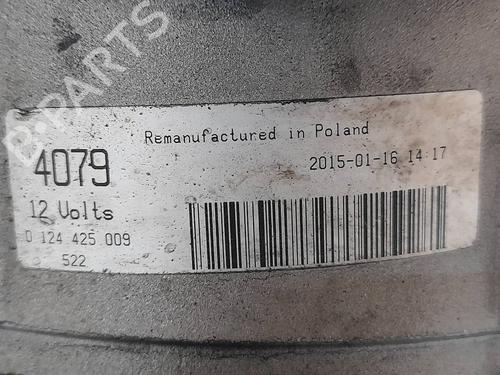 B-PARTS
Remanufactured in Poland
4079
2015-01-16 14:17
12 Volts
0 124 425 009
522